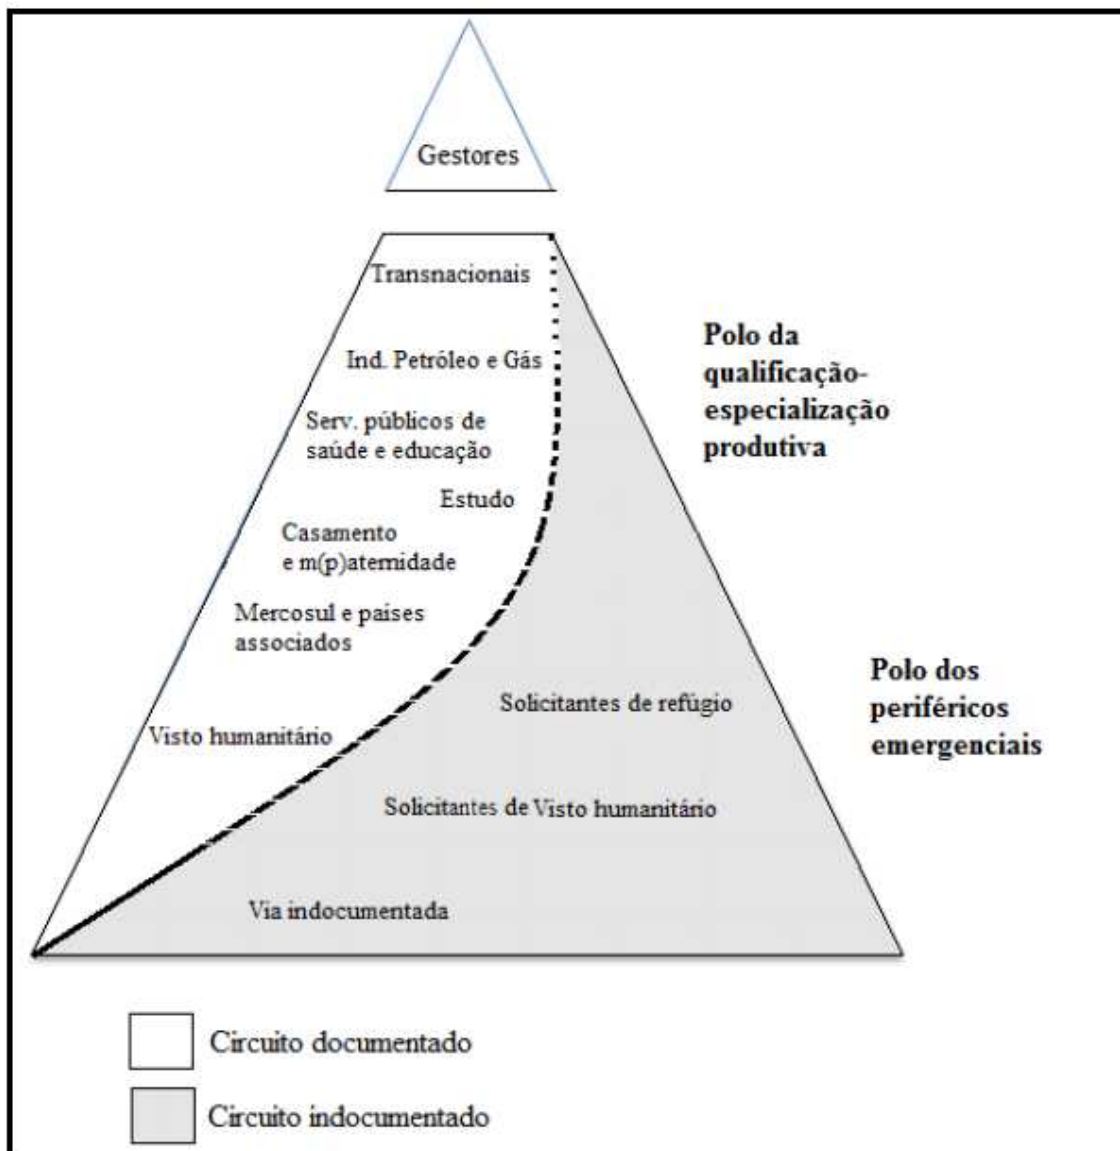 Gestores
Transnacionais
Ind. Petróleo e Gás
Serv. públicos de
saúde e educação
Estudo
Casamento
e m(p)aternidade
Mercosul e países
associados
Visto humanitário
Polo da
qualificação-
especialização
produtiva
Polo dos
periféricos
emergenciais
Solicitantes de refúgio
Solicitantes de Visto humanitário
Via indocumentada
Circuito documentado
Circuito indocumentado